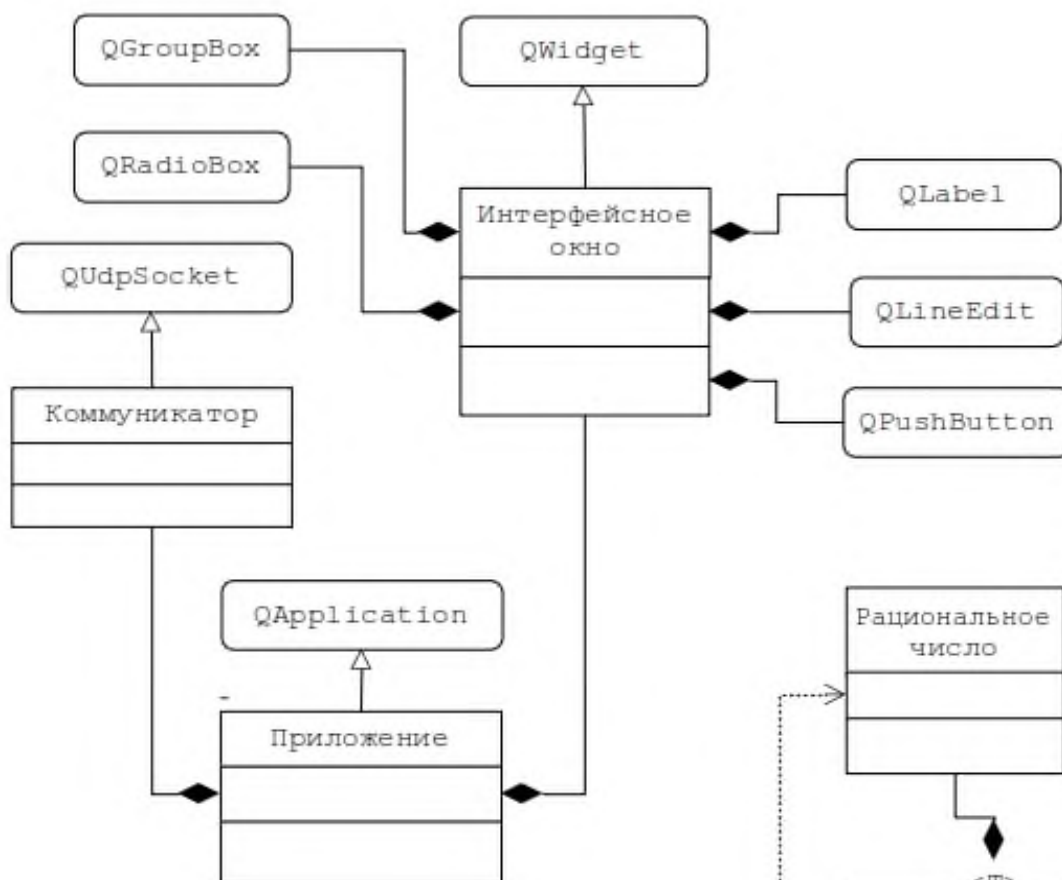 QGroupBox
QWidget
QRadioBox
QLabel
Интерфейсное
окно
QUdpSocket
QLineEdit
Коммуникатор
QPushButton
QApplication
Рациональное
число
-
Приложение